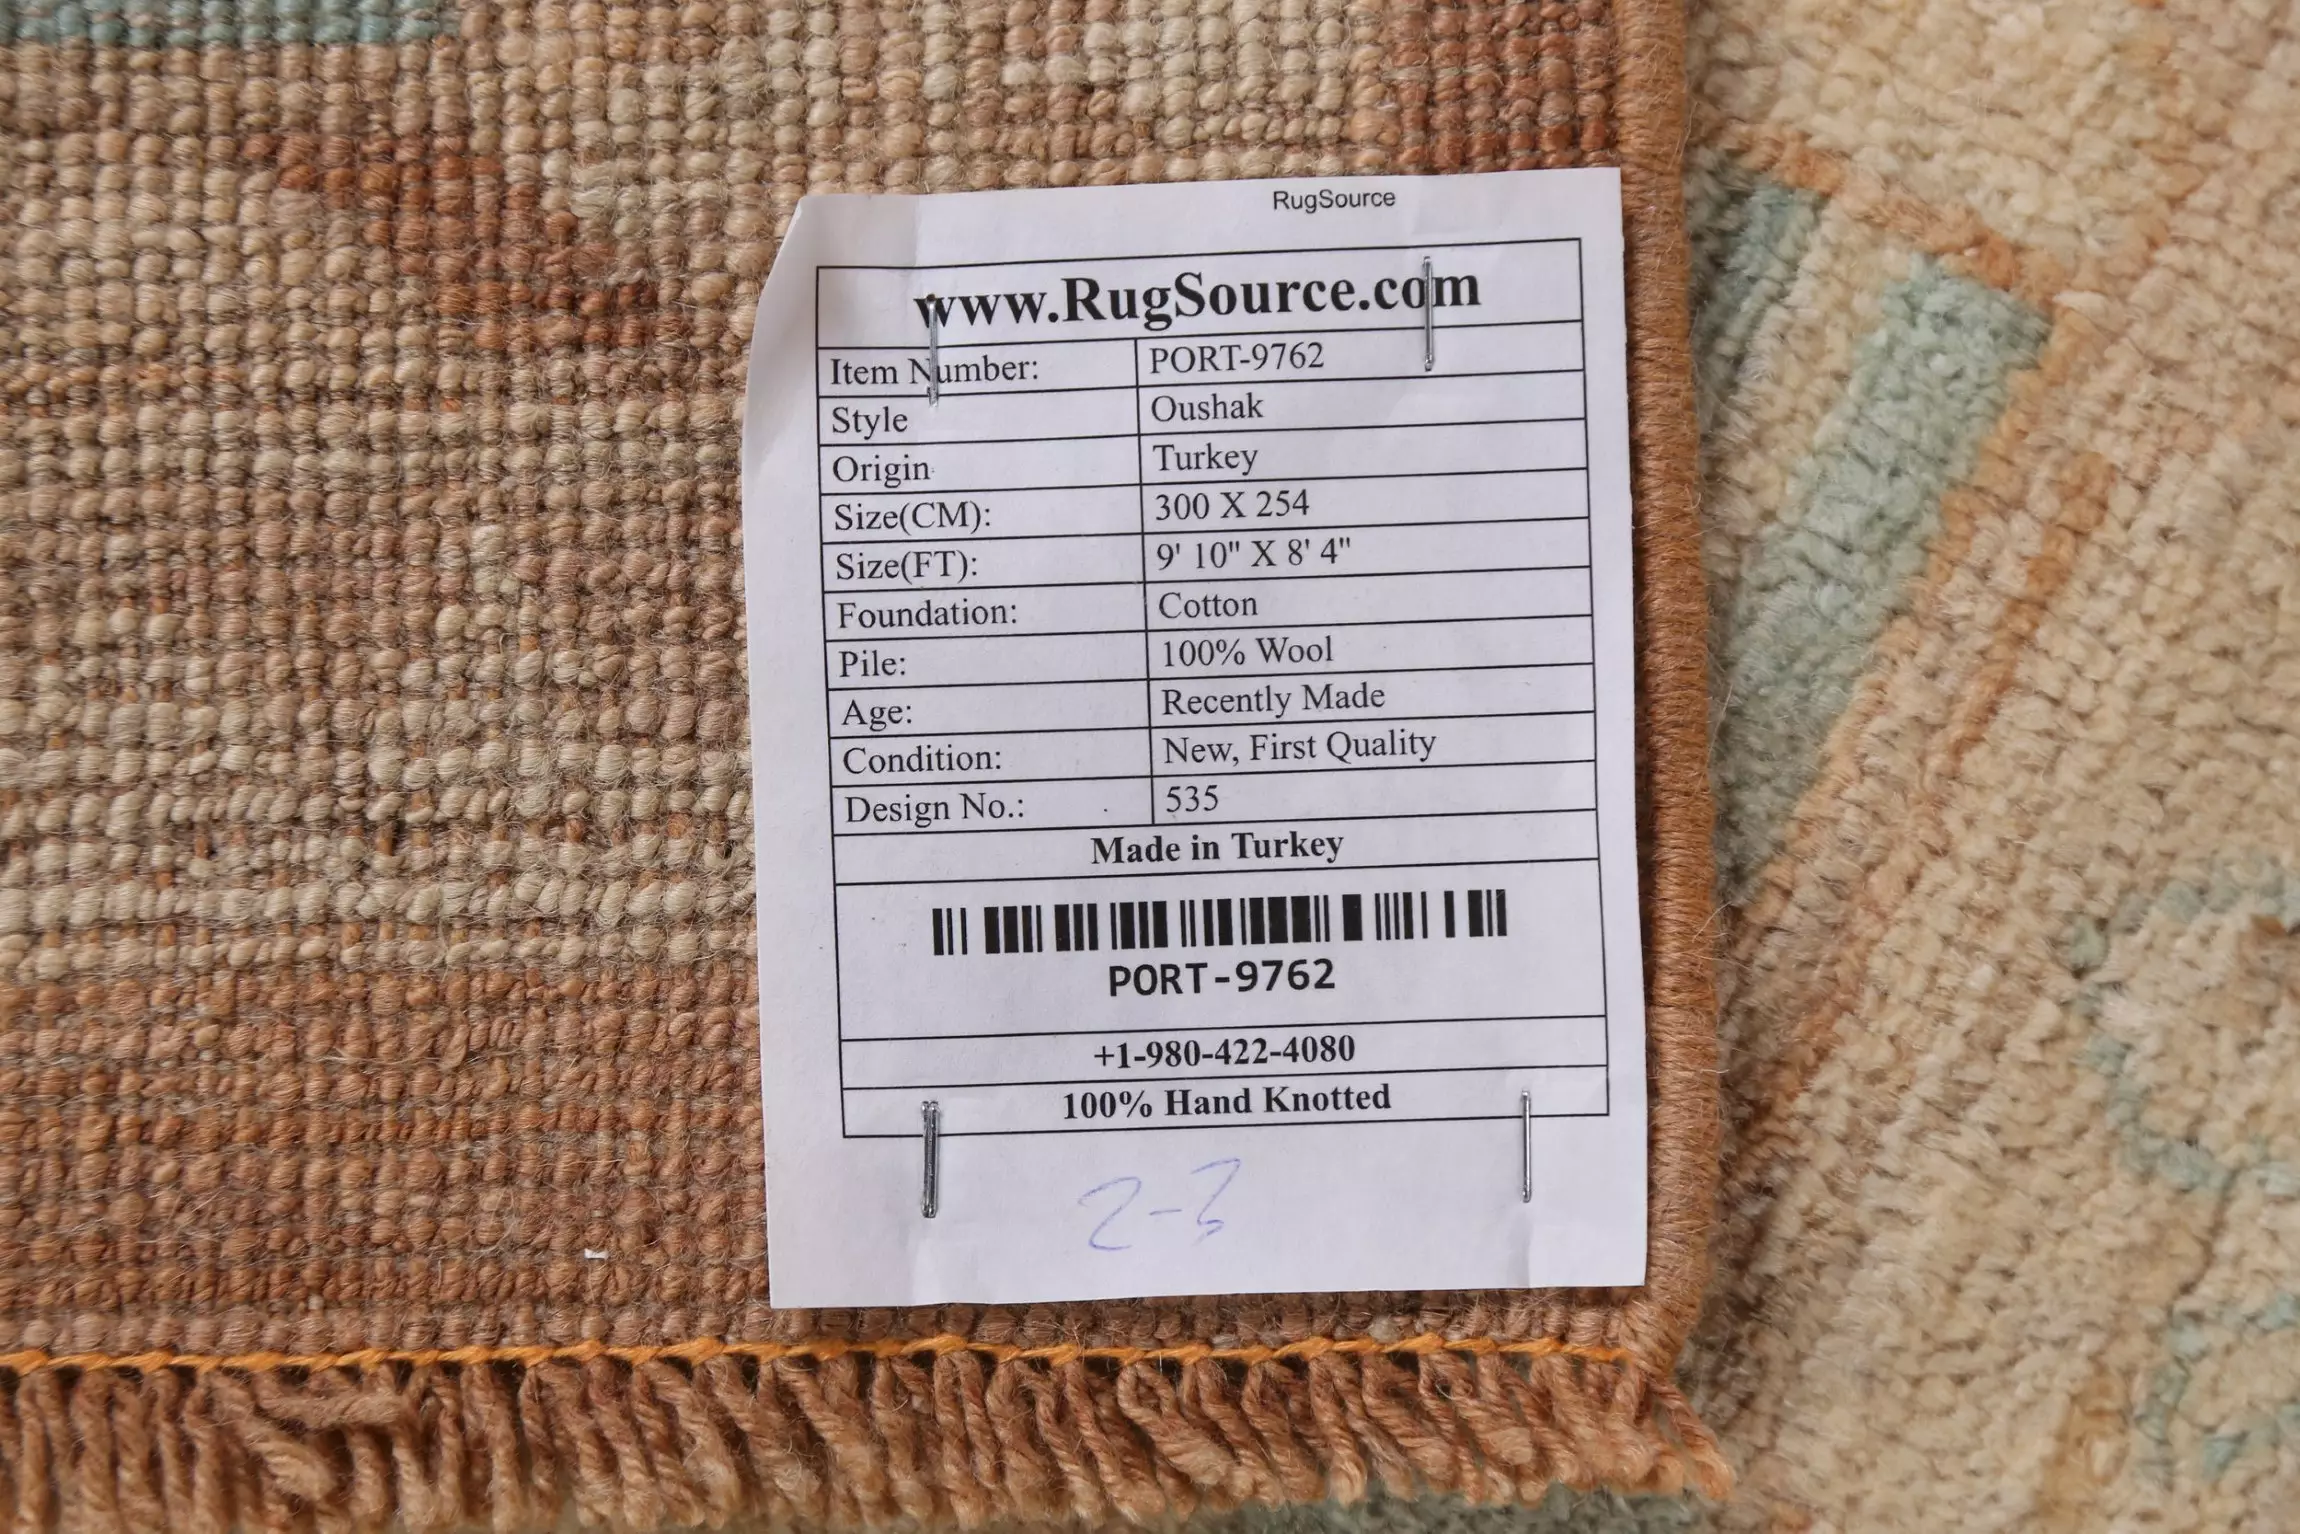 RugSource
www.RugSource.com
Item Number: PORT-9762
Style Oushak
Origin Turkey
Size(CM): 300 X 254
Size(FT): 9' 10" X 8' 4"
Foundation: Cotton
Pile: 100% Wool
Age: Recently Made
Condition: New, First Quality
Design No.: 535
Made in Turkey
PORT-9762
+1-980-422-4080
100% Hand Knotted
2-3